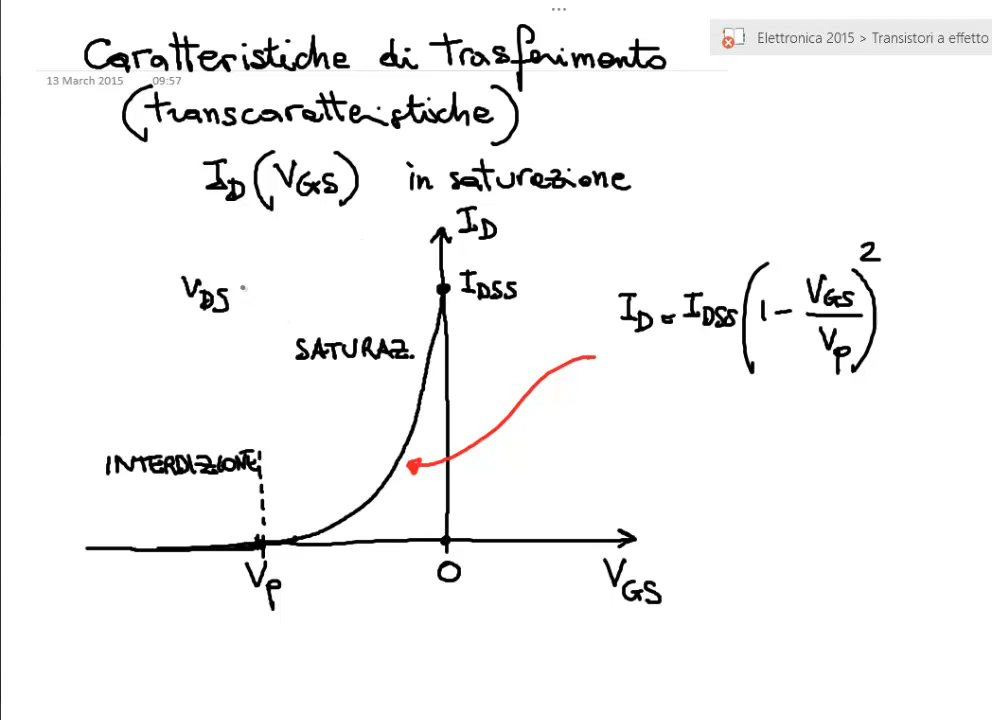 Elettronica 2015 > Transistori a effetto
Caratteristiche di trasferimento
13 March 2015 09:57
(transcaratteristiche)
I_D (V_GS) in saturazione
I_D
V_DS
I_DSS
I_D = I_DSS (1 - V_GS / V_P)^2
SATURAZ.
INTERDIZIONE
V_P
0
V_GS